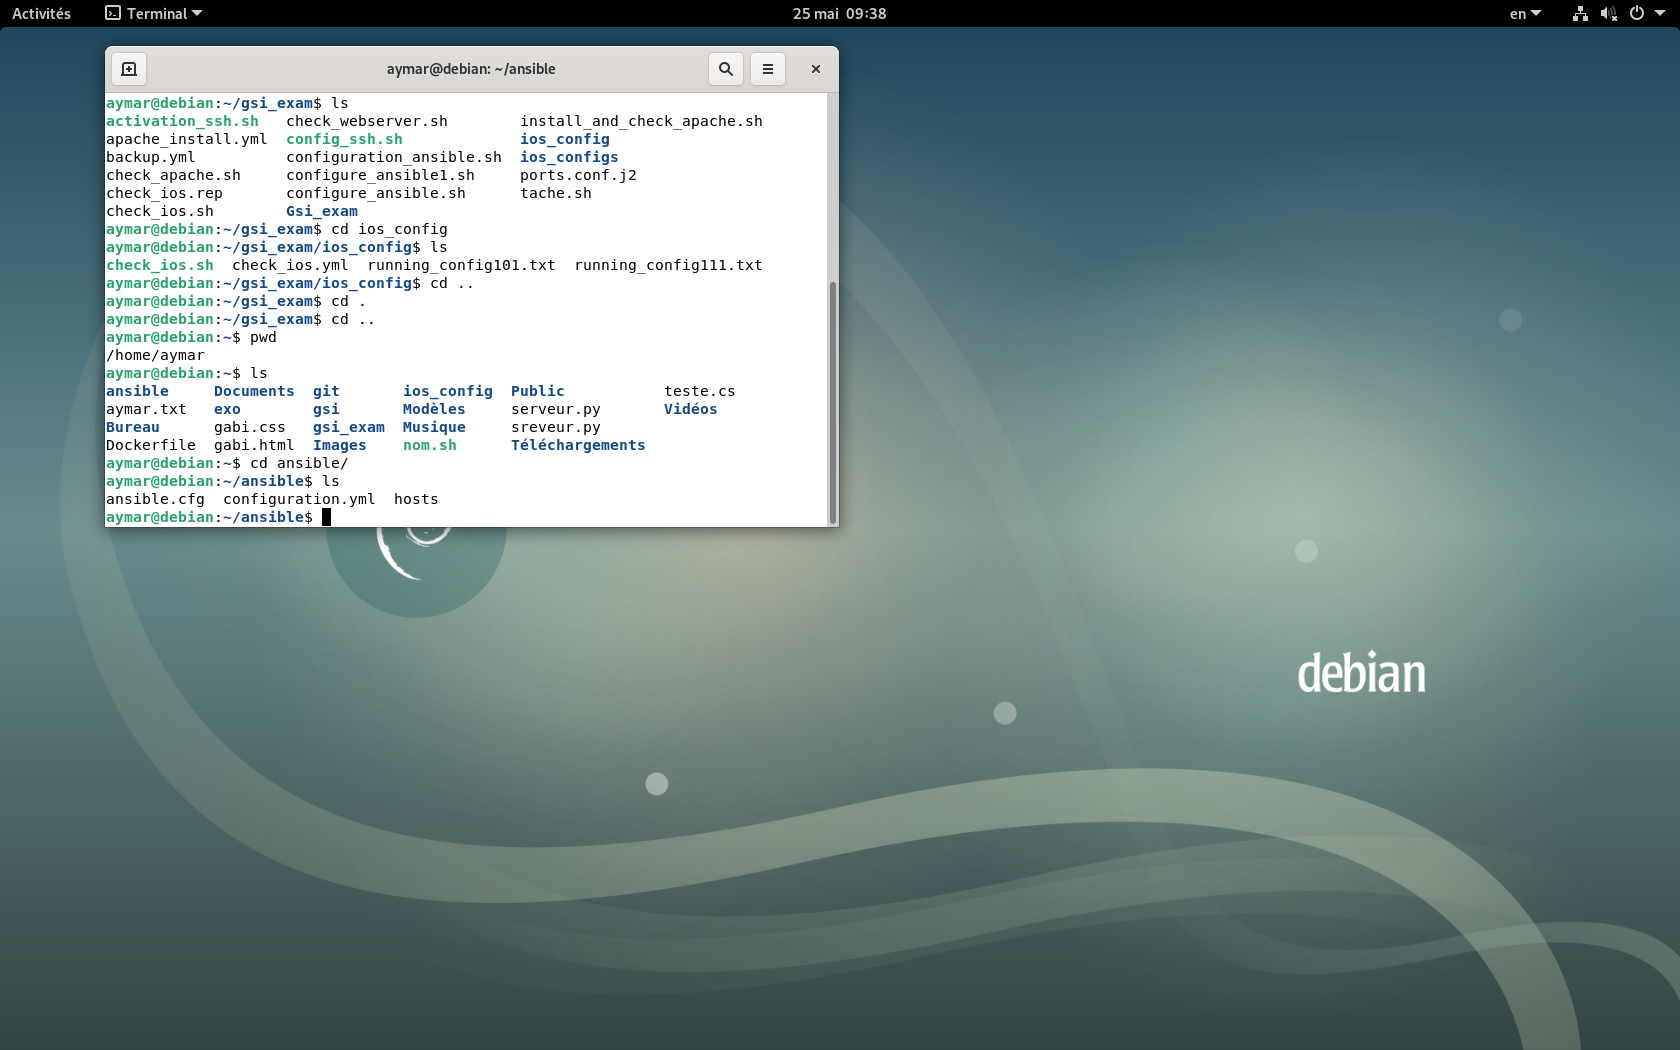 Activités Terminal 25 mai 09:38 en
aymar@debian: ~/ansible
aymar@debian:~/gsi_exam$ ls
activation_ssh.sh check_webserver.sh install_and_check_apache.sh
apache_install.yml config_ssh.sh ios_config
backup.yml configuration_ansible.sh ios_configs
check_apache.sh configure_ansible1.sh ports.conf.j2
check_ios.rep configure_ansible.sh tache.sh
check_ios.sh Gsi_exam
aymar@debian:~/gsi_exam$ cd ios_config
aymar@debian:~/gsi_exam/ios_config$ ls
check_ios.sh check_ios.yml running_config101.txt running_config111.txt
aymar@debian:~/gsi_exam/ios_config$ cd ..
aymar@debian:~/gsi_exam$ cd .
aymar@debian:~/gsi_exam$ cd ..
aymar@debian:~$ pwd
/home/aymar
aymar@debian:~$ ls
ansible Documents git ios_config Public teste.cs
aymar.txt exo gsi Modèles serveur.py Vidéos
Bureau gabi.css gsi_exam Musique sreveur.py
Dockerfile gabi.html Images nom.sh Téléchargements
aymar@debian:~$ cd ansible/
aymar@debian:~/ansible$ ls
ansible.cfg configuration.yml hosts
aymar@debian:~/ansible$
debian